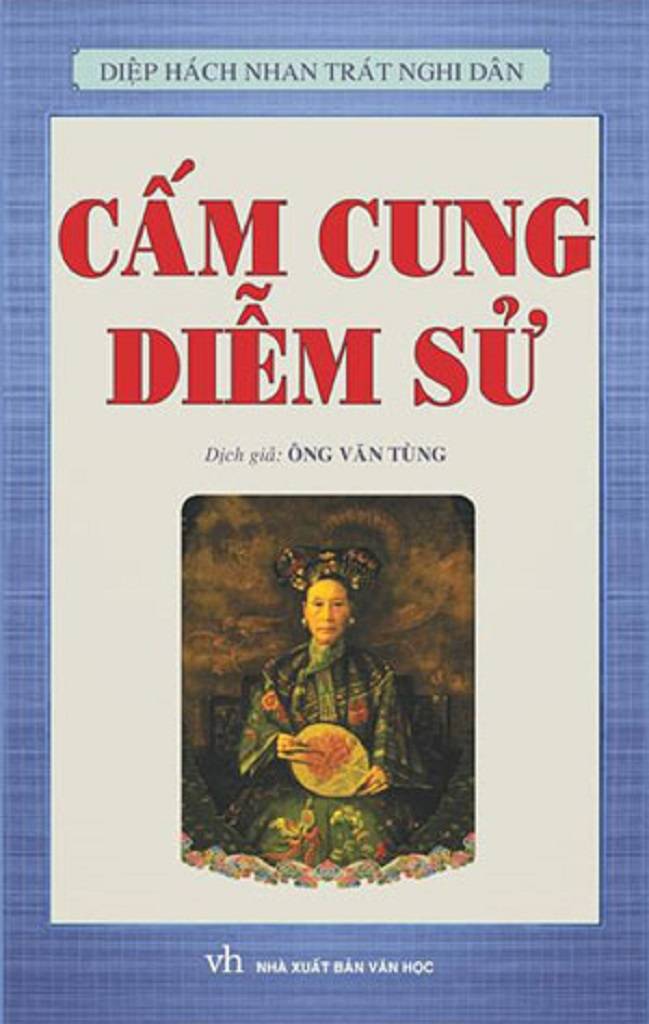 DIỆP HÁCH NHAN TRÁT NGHI DÂN
CẤM CUNG
DIỄM SỬ
Dịch giả: ÔNG VĂN TÙNG
vh NHÀ XUẤT BẢN VĂN HỌC